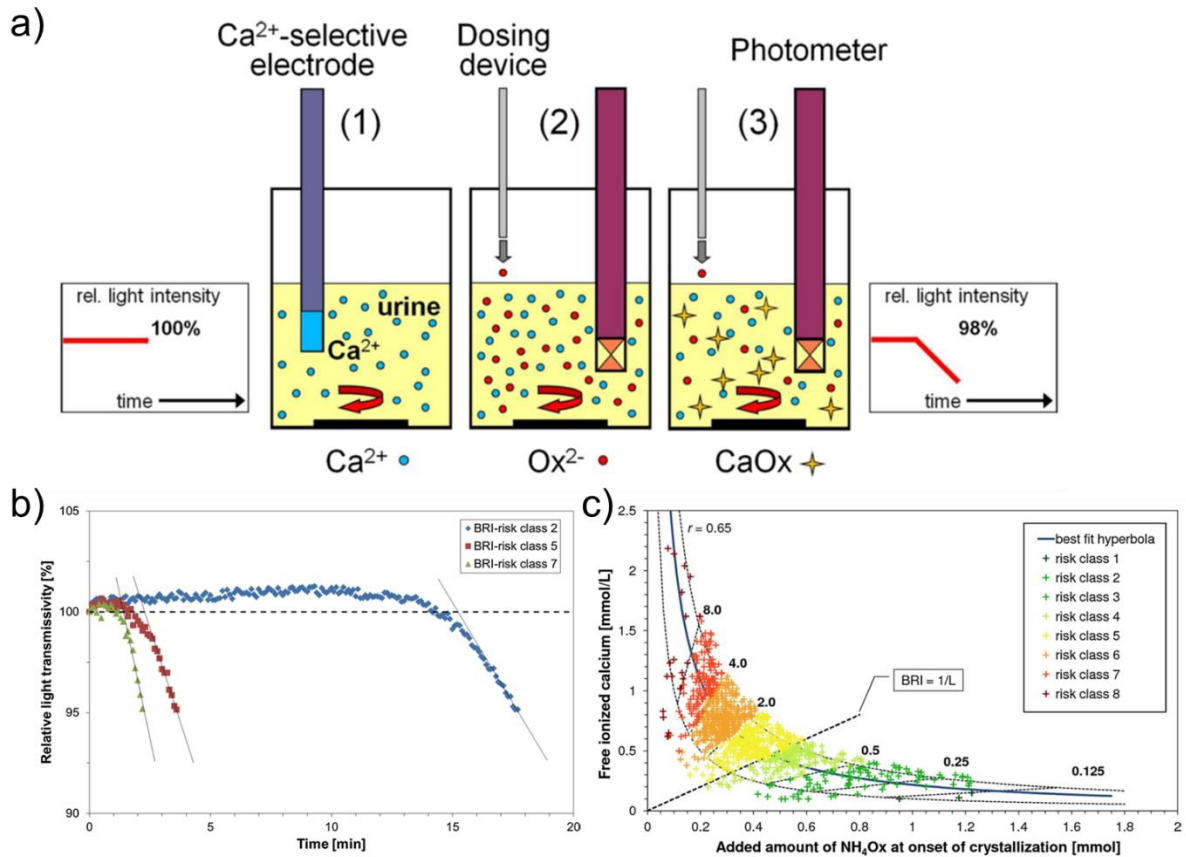 a)
Ca²⁺-selective
electrode
Dosing
device
Photometer
(1)
(2)
(3)
rel. light intensity
100%
time
urine
Ca²⁺
rel. light intensity
98%
time
Ca²⁺
Ox²⁻
CaOx
b)
105
100
95
90
Relative light transmissivity [%]
BRI-risk class 2
BRI-risk class 5
BRI-risk class 7
0
5
10
15
20
Time [min]
c)
2.5
2
1.5
1
0.5
0
Free ionized calcium [mmol/L]
r = 0.65
8.0
4.0
2.0
0.5
0.25
0.125
BRI = 1/L
best fit hyperbola
risk class 1
risk class 2
risk class 3
risk class 4
risk class 5
risk class 6
risk class 7
risk class 8
0
0.2
0.4
0.6
0.8
1
1.2
1.4
1.6
1.8
2
Added amount of NH₄Ox at onset of crystallization [mmol]